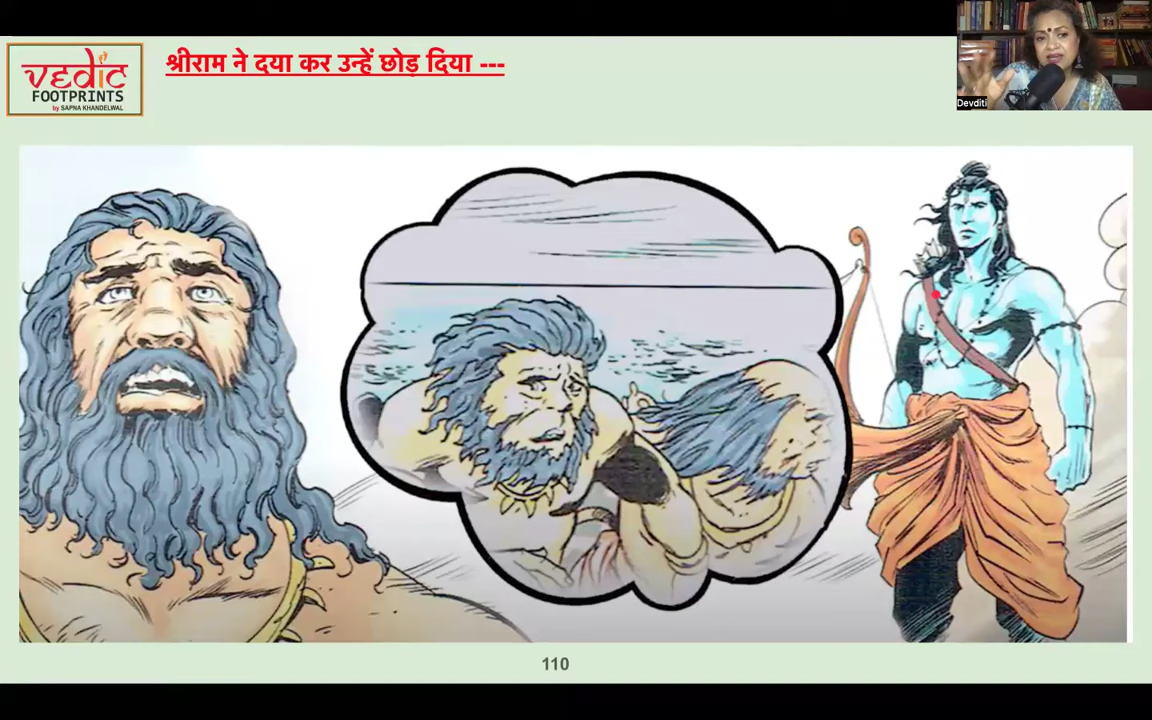 vedic
FOOTPRINTS
by SAPNA KHANDELWAL
श्रीराम ने दया कर उन्हें छोड़ दिया ---
Devditi
110